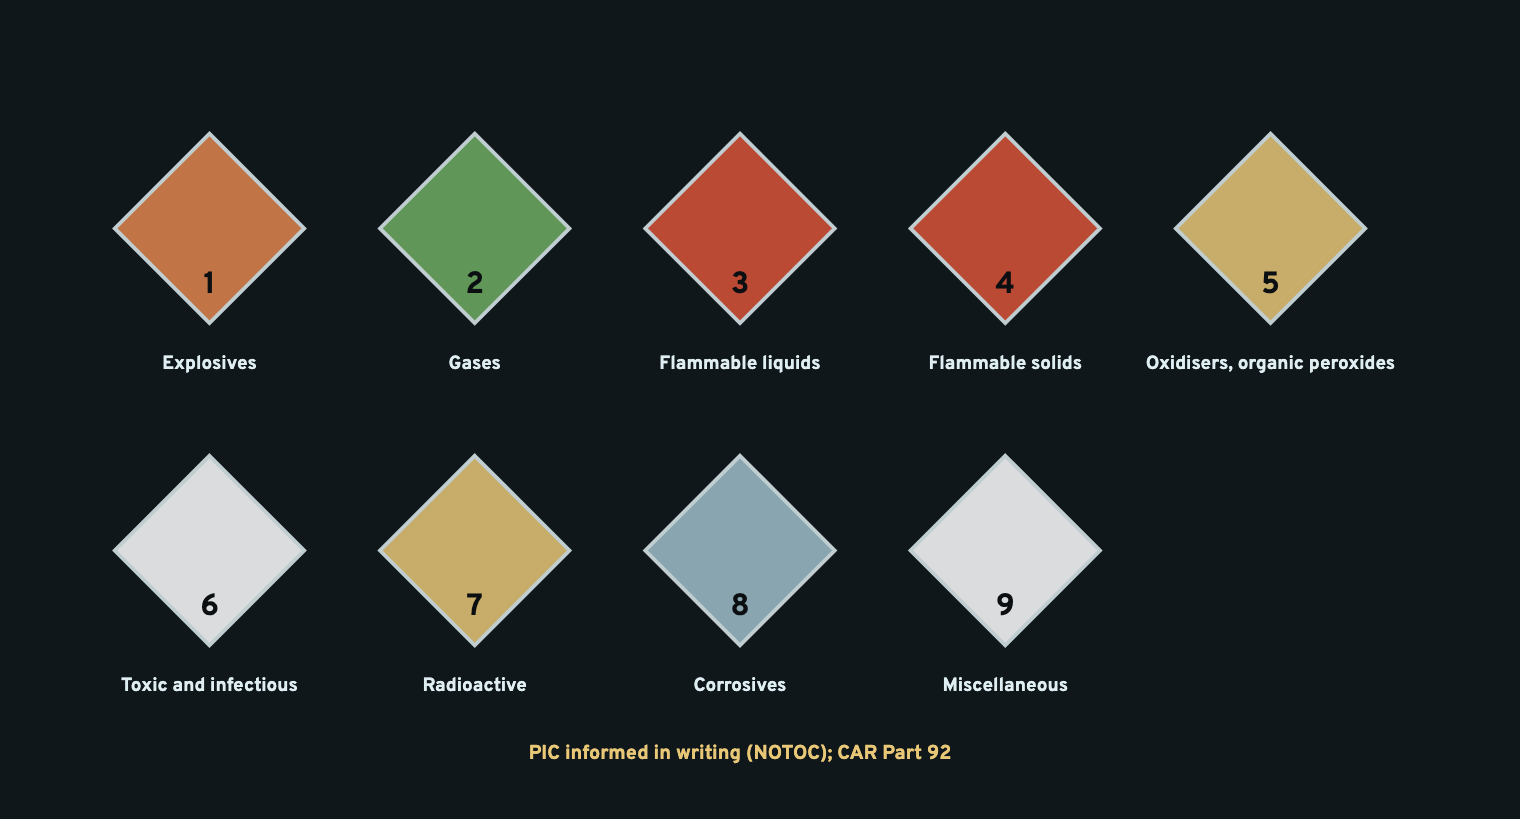 1
2
3
4
5
Explosives
Gases
Flammable liquids
Flammable solids
Oxidisers, organic peroxides
6
7
8
9
Toxic and infectious
Radioactive
Corrosives
Miscellaneous
PIC informed in writing (NOTOC); CAR Part 92